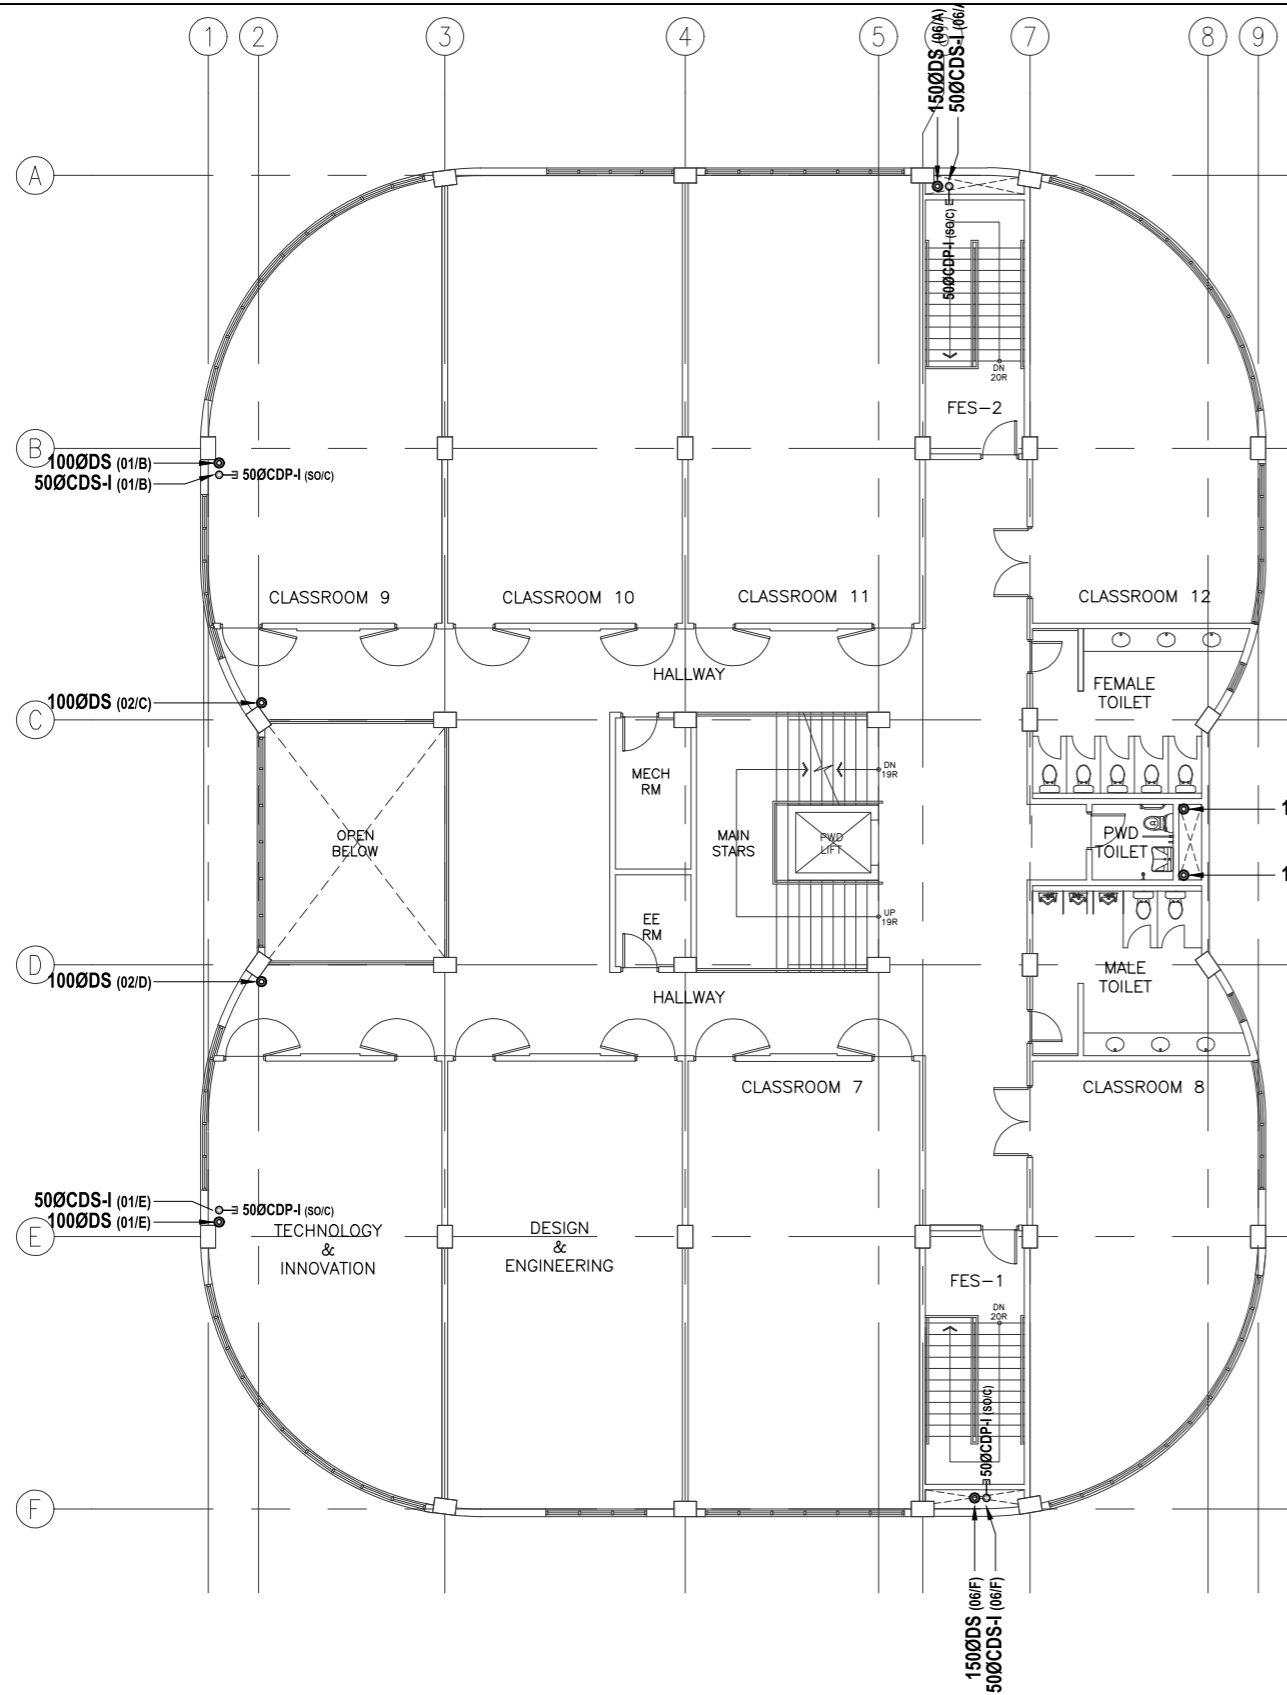 1
2
3
4
5
7
8
9
150ØDS (06/A)
50ØCDS-I (06/
A
50ØCDP-I (SO/C)
DN
20R
FES-2
B
100ØDS (01/B)
50ØCDS-I (01/B)
50ØCDP-I (SO/C)
CLASSROOM 9
CLASSROOM 10
CLASSROOM 11
CLASSROOM 12
HALLWAY
FEMALE
TOILET
100ØDS (02/C)
C
MECH
RM
DN
19R
OPEN
BELOW
MAIN
STARS
PWD
LIFT
PWD
TOILET
1
1
EE
RM
UP
19R
D
100ØDS (02/D)
MALE
TOILET
HALLWAY
CLASSROOM 7
CLASSROOM 8
50ØCDS-I (01/E)
100ØDS (01/E)
50ØCDP-I (SO/C)
E
TECHNOLOGY
&
INNOVATION
DESIGN
&
ENGINEERING
FES-1
DN
20R
50ØCDP-I (SO/C)
F
150ØDS (06/F)
50ØCDS-I (06/F)